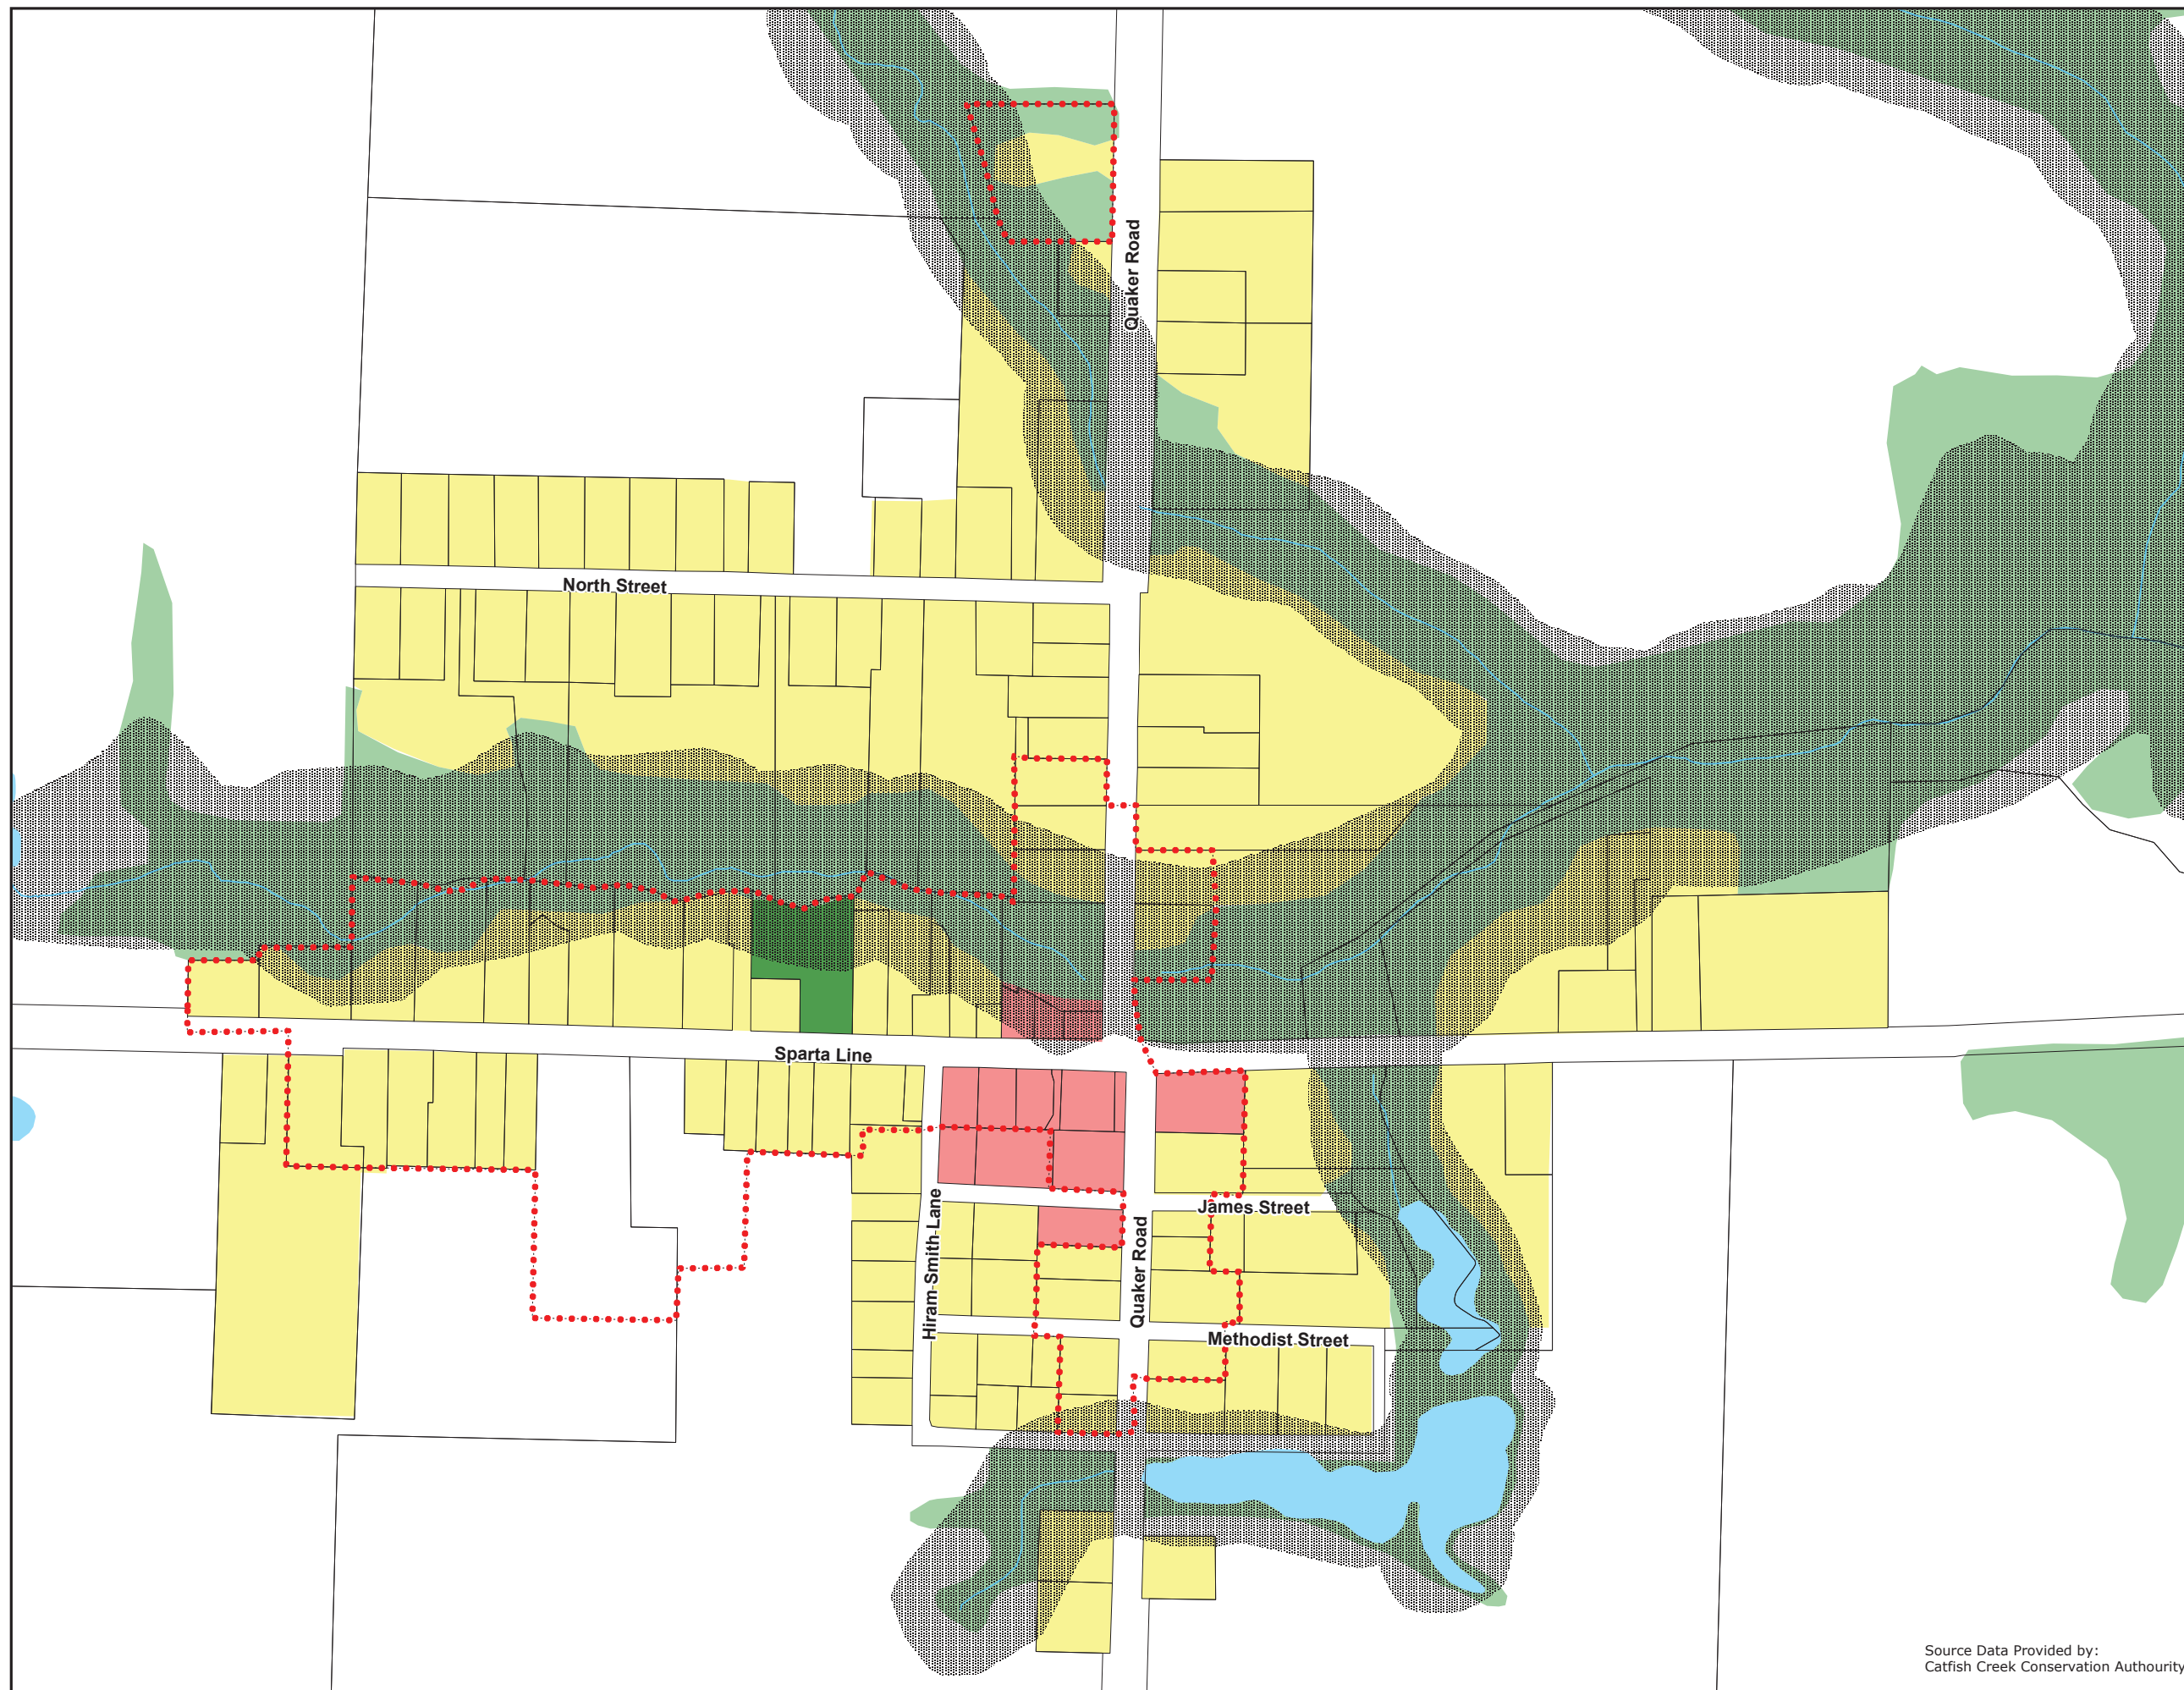 Quaker Road
North Street
Sparta Line
Hiram Smith Lane
James Street
Quaker Road
Methodist Street
Source Data Provided by:
Catfish Creek Conservation Authourity